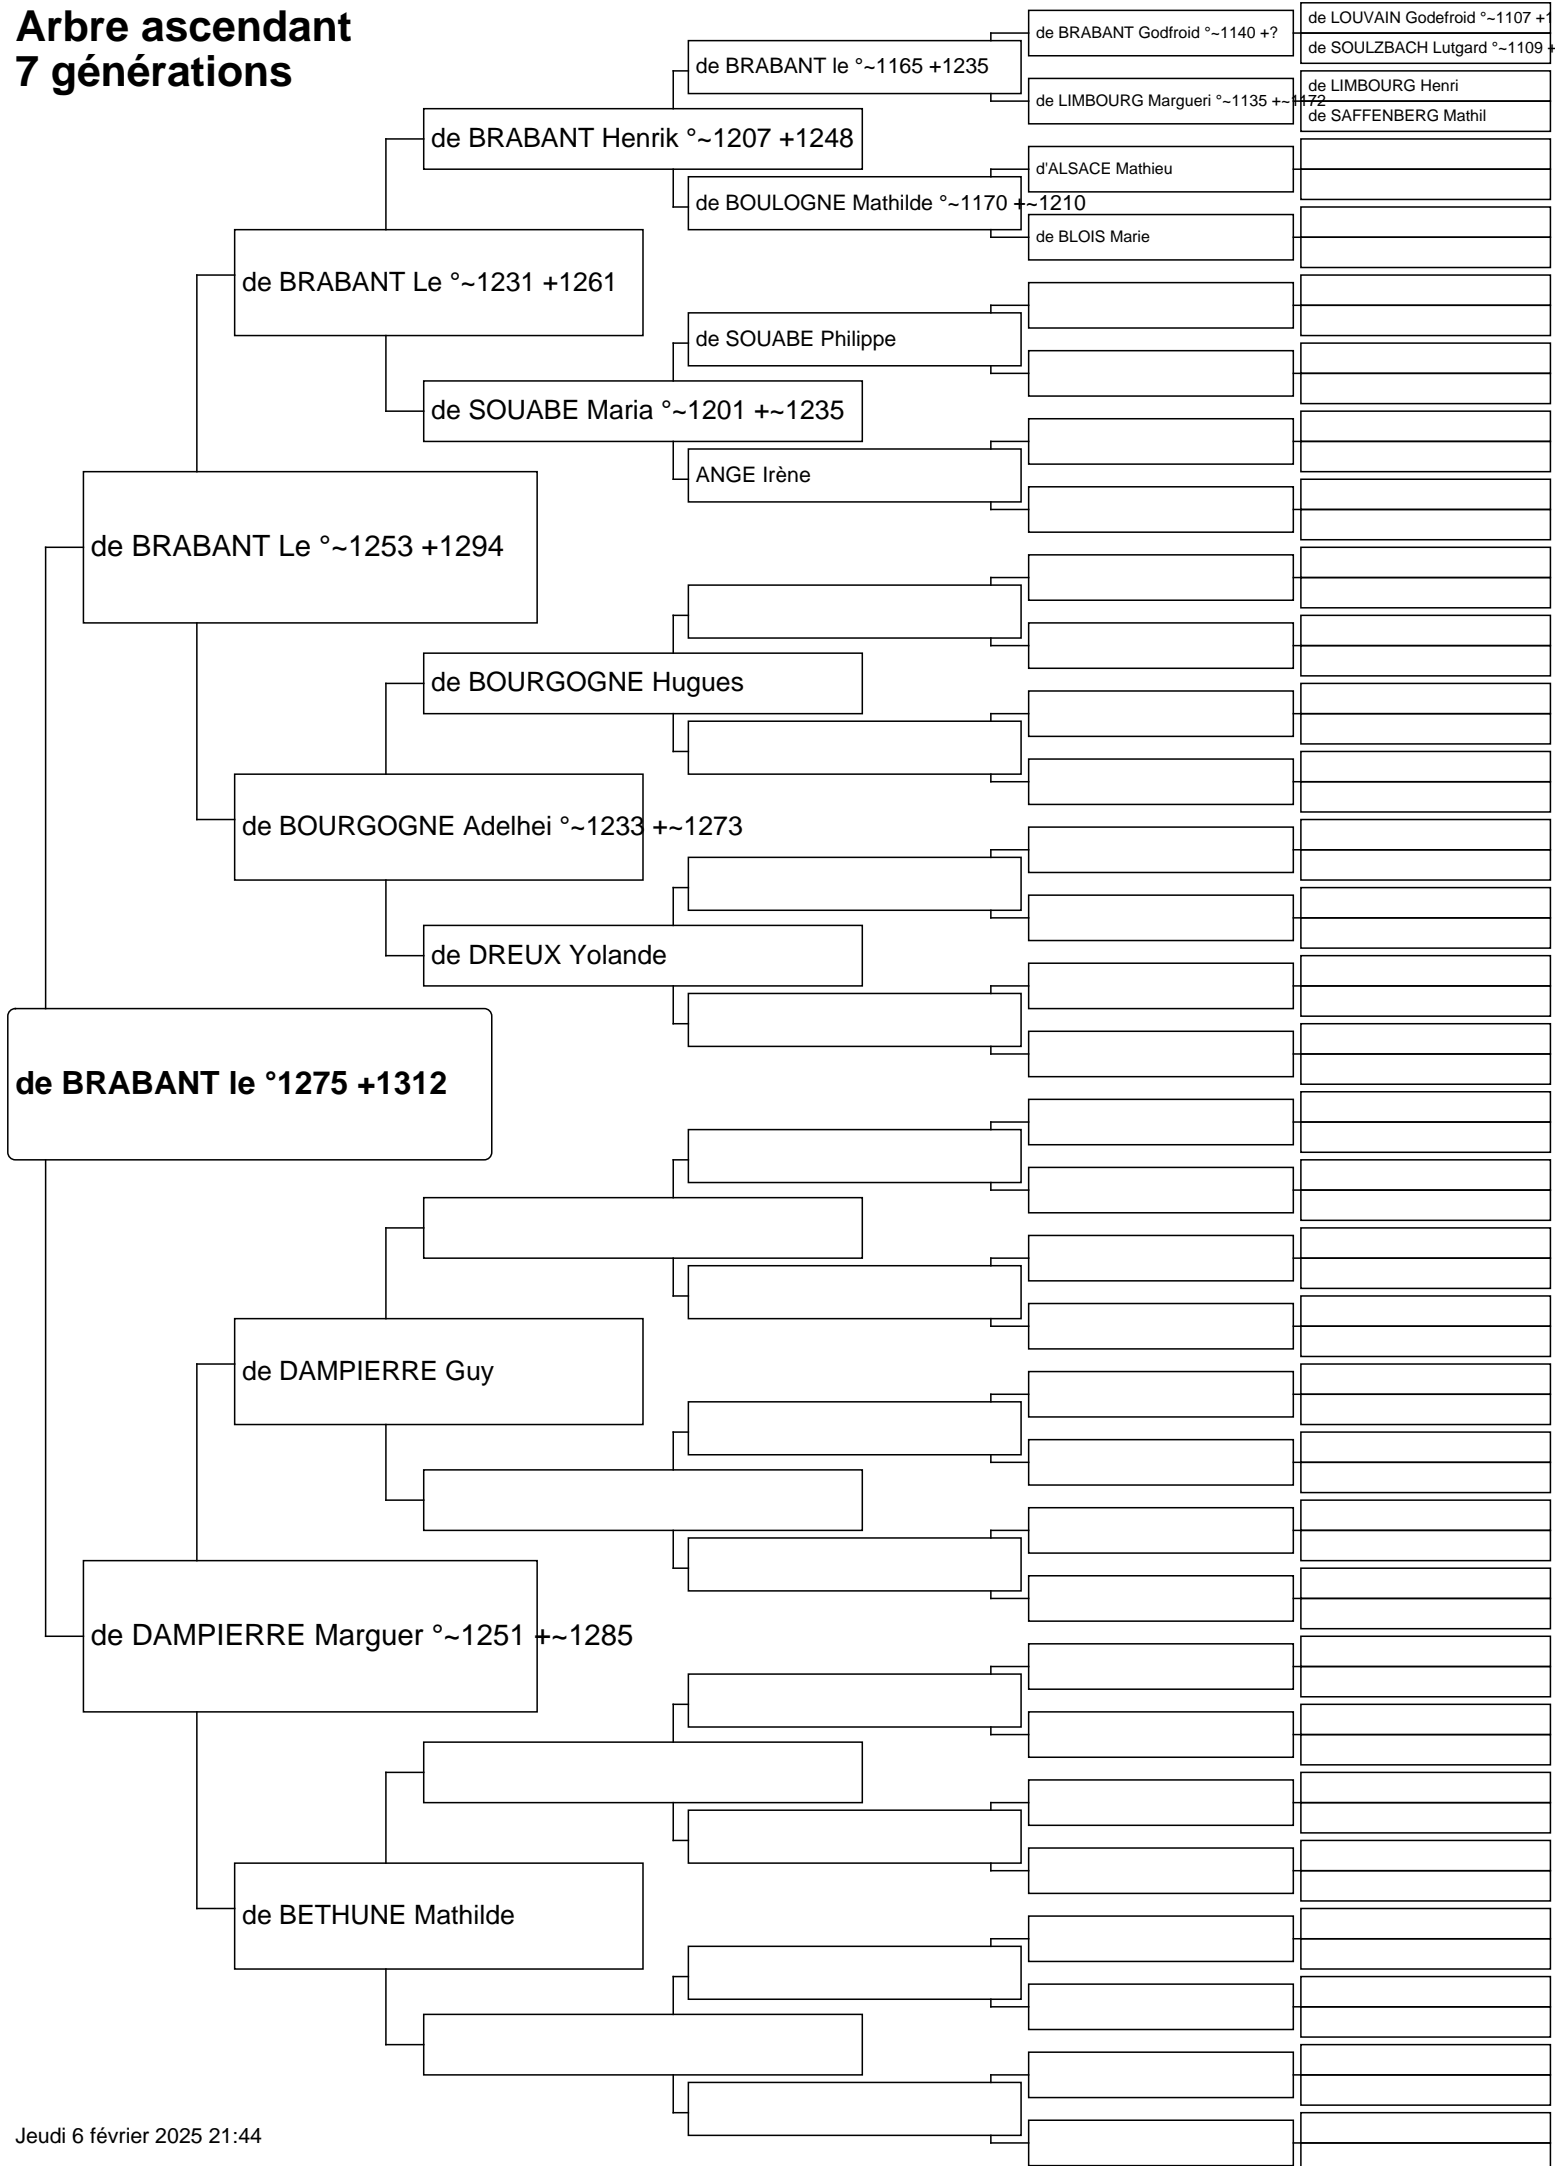 Arbre ascendant
7 générations
de BRABANT le °1275 +1312
de BRABANT Le °~1253 +1294
de BRABANT Le °~1231 +1261
de BRABANT Henrik °~1207 +1248
de BRABANT le °~1165 +1235
de BRABANT Godfroid °~1140 +?
de LOUVAIN Godefroid °~1107 +1
de SOULZBACH Lutgard °~1109 +
de LIMBOURG Margueri °~1135 +~1172
de LIMBOURG Henri
de SAFFENBERG Mathil
de BOULOGNE Mathilde °~1170 +~1210
d'ALSACE Mathieu
de BLOIS Marie
de SOUABE Maria °~1201 +~1235
de SOUABE Philippe
ANGE Irène
de BOURGOGNE Adelhei °~1233 +~1273
de BOURGOGNE Hugues
de DREUX Yolande
de DAMPIERRE Marguer °~1251 +~1285
de DAMPIERRE Guy
de BETHUNE Mathilde
Jeudi 6 février 2025 21:44